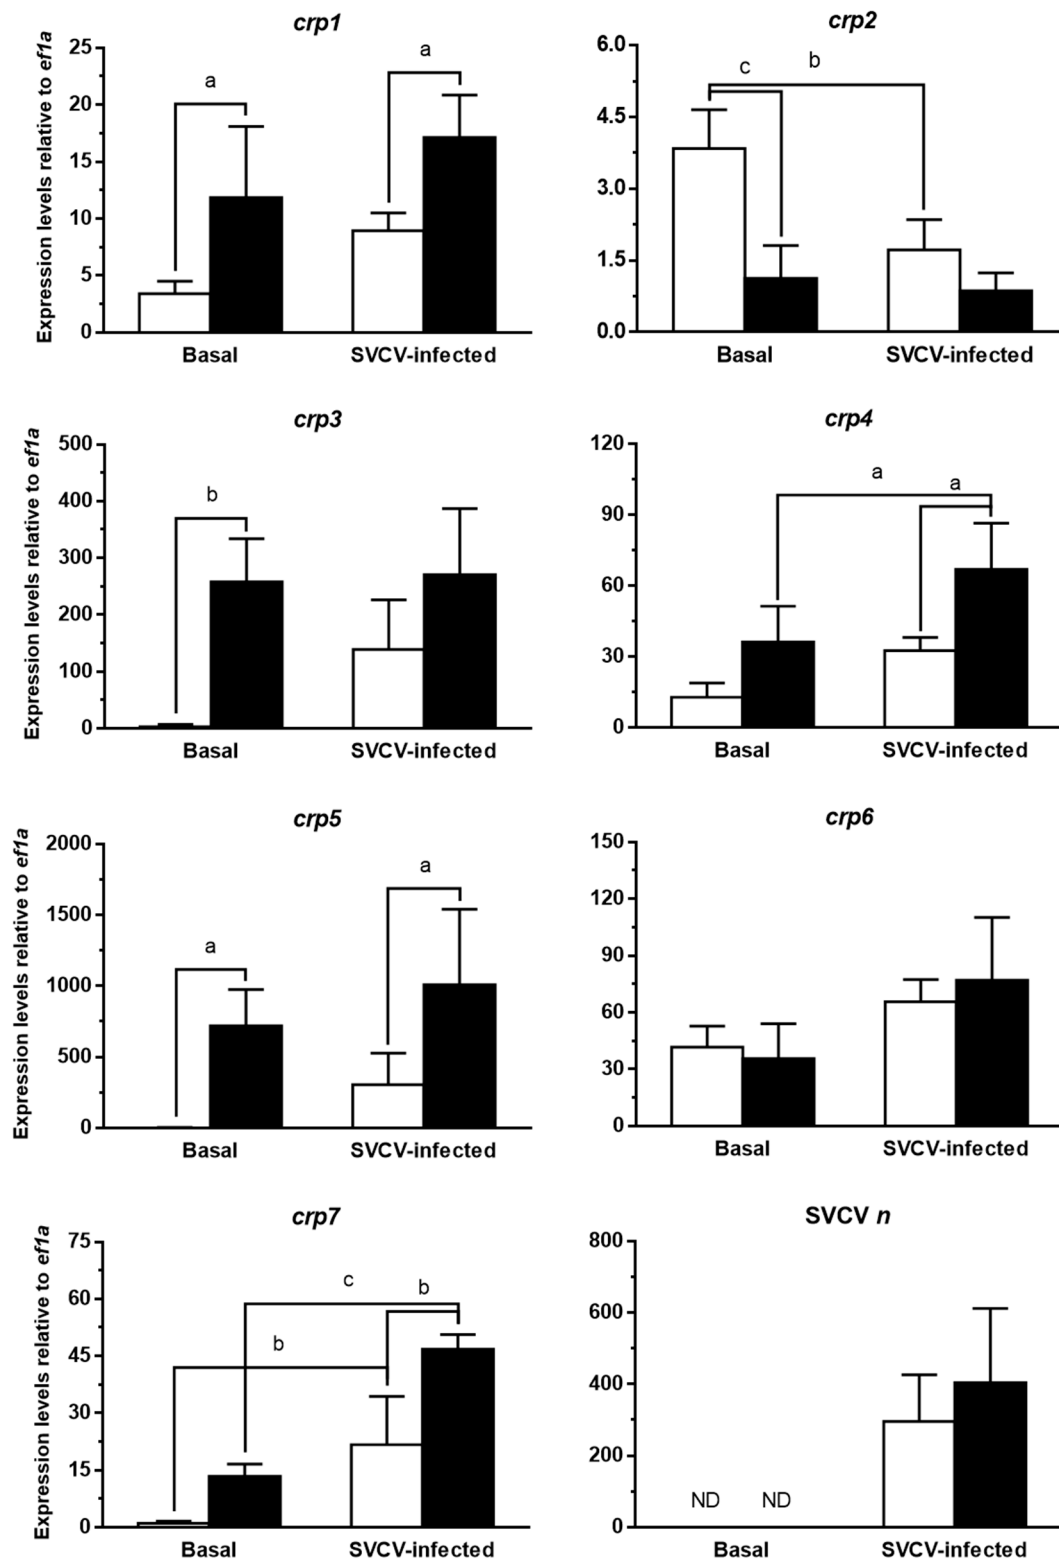 crp1
Expression levels relative to ef1a
25
20
15
10
5
0
a
a
Basal
SVCV-infected
crp2
6.0
4.5
3.0
1.5
0.0
c
b
Basal
SVCV-infected
crp3
Expression levels relative to ef1a
500
400
300
200
100
0
b
Basal
SVCV-infected
crp4
120
90
60
30
0
a
a
Basal
SVCV-infected
crp5
Expression levels relative to ef1a
2000
1500
1000
500
0
a
a
Basal
SVCV-infected
crp6
150
120
90
60
30
0
Basal
SVCV-infected
crp7
Expression levels relative to ef1a
75
60
45
30
15
0
b
c
b
Basal
SVCV-infected
SVCV n
800
600
400
200
0
ND
ND
Basal
SVCV-infected